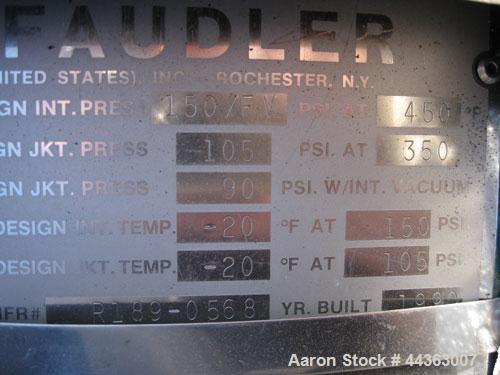 FAUDLER
NITED STATES), INC., ROCHESTER, N.Y.
GN INT. PRESS 150/FV PSI AT 450 °F
GN JKT. PRESS 105 PSI. AT 350
GN JKT. PRESS 90 PSI. W/INT. VACUUM
DESIGN INT. TEMP. -20 °F AT 150 PSI
DESIGN JKT. TEMP. -20 °F AT 105 PSI
MFR# R189-0568 YR. BUILT
Aaron Stock # 44363007